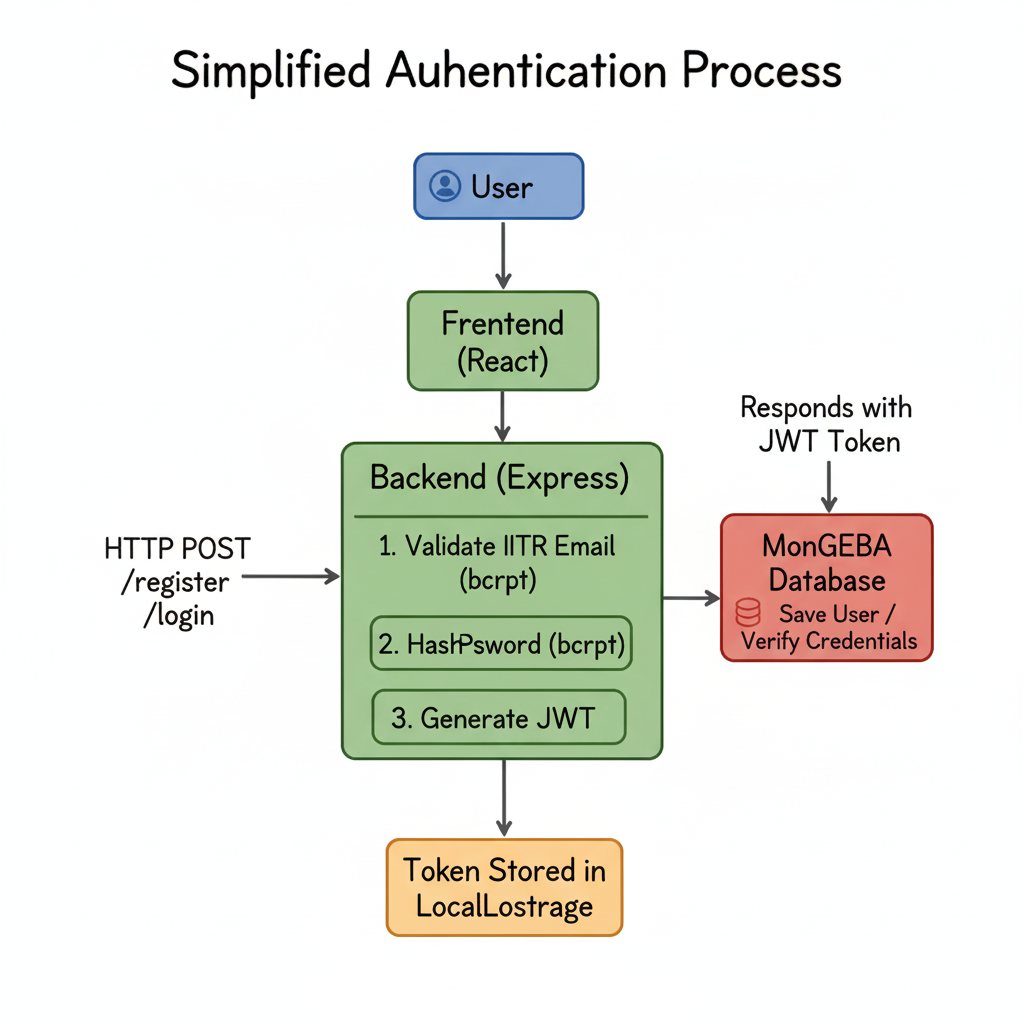 Simplified Auhentication Process
User
Frentend
(React)
Responds with
JWT Token
Backend (Express)
HTTP POST
/register
/login
1. Validate IITR Email
(bcrpt)
2. HashPsword (bcrpt)
3. Generate JWT
MonGEBA
Database
Save User /
Verify Credentials
Token Stored in
LocalLostrage